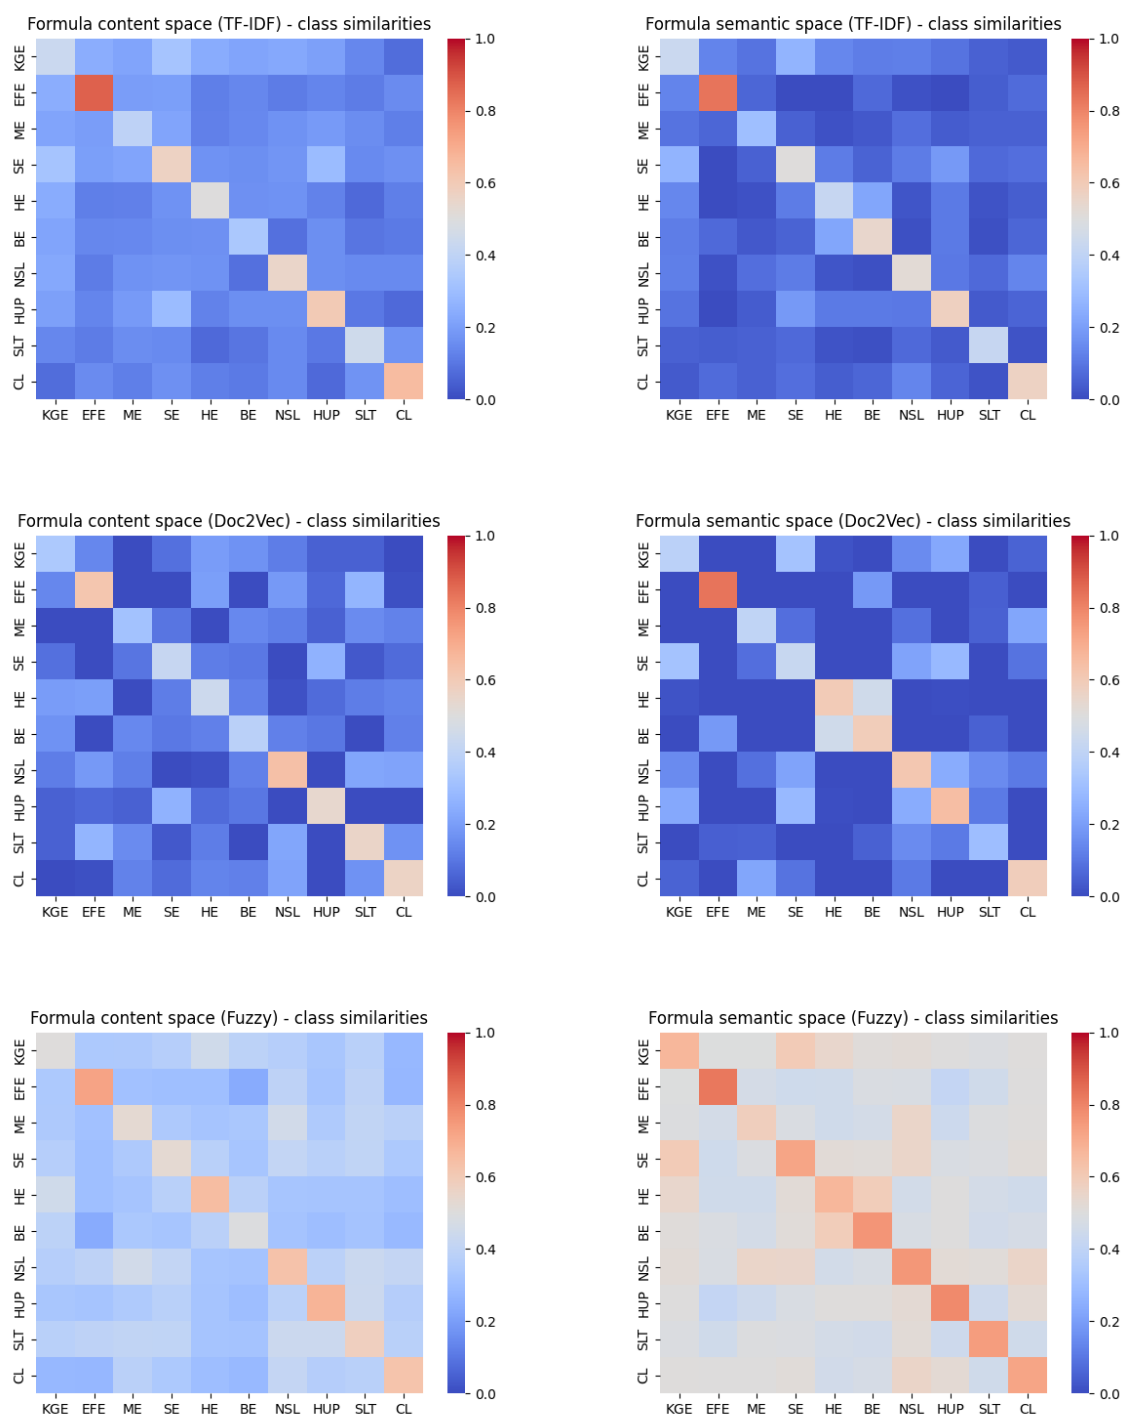 Formula content space (TF-IDF) - class similarities
KGE
EFE
ME
SE
HE
BE
NSL
HUP
SLT
CL
KGE EFE ME SE HE BE NSL HUP SLT CL
1.0
0.8
0.6
0.4
0.2
0.0
Formula semantic space (TF-IDF) - class similarities
KGE
EFE
ME
SE
HE
BE
NSL
HUP
SLT
CL
KGE EFE ME SE HE BE NSL HUP SLT CL
1.0
0.8
0.6
0.4
0.2
0.0
Formula content space (Doc2Vec) - class similarities
KGE
EFE
ME
SE
HE
BE
NSL
HUP
SLT
CL
KGE EFE ME SE HE BE NSL HUP SLT CL
1.0
0.8
0.6
0.4
0.2
0.0
Formula semantic space (Doc2Vec) - class similarities
KGE
EFE
ME
SE
HE
BE
NSL
HUP
SLT
CL
KGE EFE ME SE HE BE NSL HUP SLT CL
1.0
0.8
0.6
0.4
0.2
0.0
Formula content space (Fuzzy) - class similarities
KGE
EFE
ME
SE
HE
BE
NSL
HUP
SLT
CL
KGE EFE ME SE HE BE NSL HUP SLT CL
1.0
0.8
0.6
0.4
0.2
0.0
Formula semantic space (Fuzzy) - class similarities
KGE
EFE
ME
SE
HE
BE
NSL
HUP
SLT
CL
KGE EFE ME SE HE BE NSL HUP SLT CL
1.0
0.8
0.6
0.4
0.2
0.0